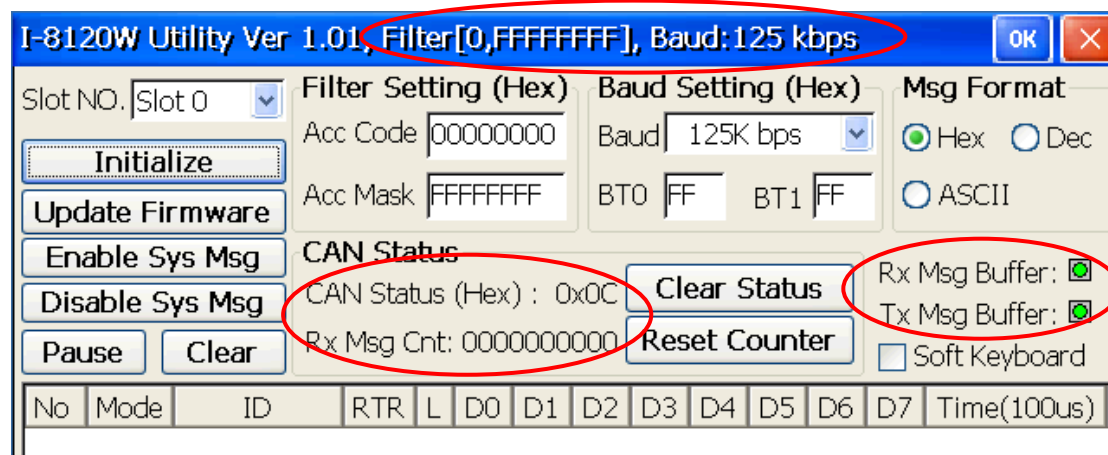 I-8120W Utility Ver 1.01, Filter[0,FFFFFFFF], Baud:125 kbps OK
Slot NO. Slot 0
Initialize
Update Firmware
Enable Sys Msg
Disable Sys Msg
Pause Clear
Filter Setting (Hex)
Acc Code 00000000
Acc Mask FFFFFFFF
Baud Setting (Hex)
Baud 125K bps
BT0 FF BT1 FF
Msg Format
Hex Dec
ASCII
CAN Status
CAN Status (Hex) : 0x0C Clear Status
Rx Msg Cnt: 0000000000 Reset Counter
Rx Msg Buffer:
Tx Msg Buffer:
Soft Keyboard
No Mode ID RTR L D0 D1 D2 D3 D4 D5 D6 D7 Time(100us)